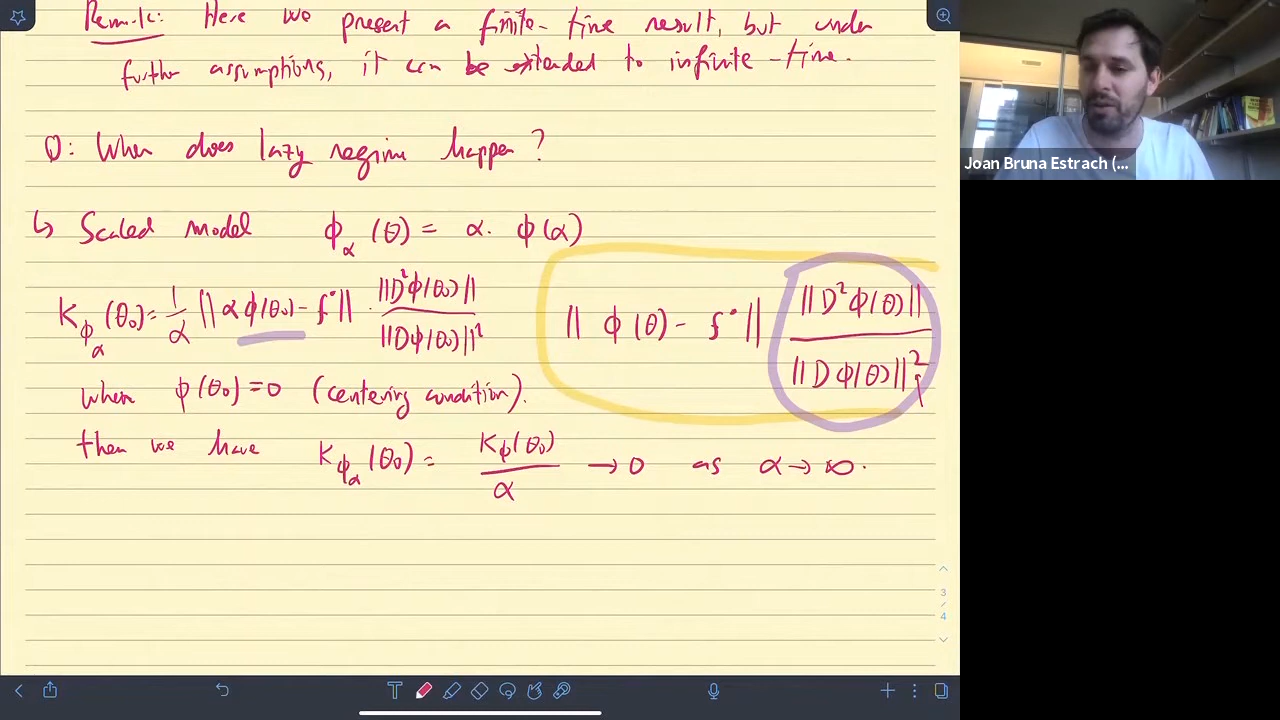 Remark: Here we present a finite-time result, but under
further assumptions, it can be extended to infinite-time.
Q: When does lazy regime happen?
↳ Scaled model ϕ_α(θ) = α. ϕ(α)
K_{ϕ_α}(θ₀) = 1/α ||αϕ(θ₀) - f*|| · ||D²ϕ(θ₀)|| / ||Dϕ(θ₀)||²
|| ϕ(θ) - f* || ||D²ϕ(θ)|| / ||Dϕ(θ)||²
when ϕ(θ₀) = 0 (centering condition).
then we have K_{ϕ_α}(θ₀) = K_ϕ(θ₀) / α → 0 as α → ∞.
Joan Bruna Estrach (...
3
/
4
T